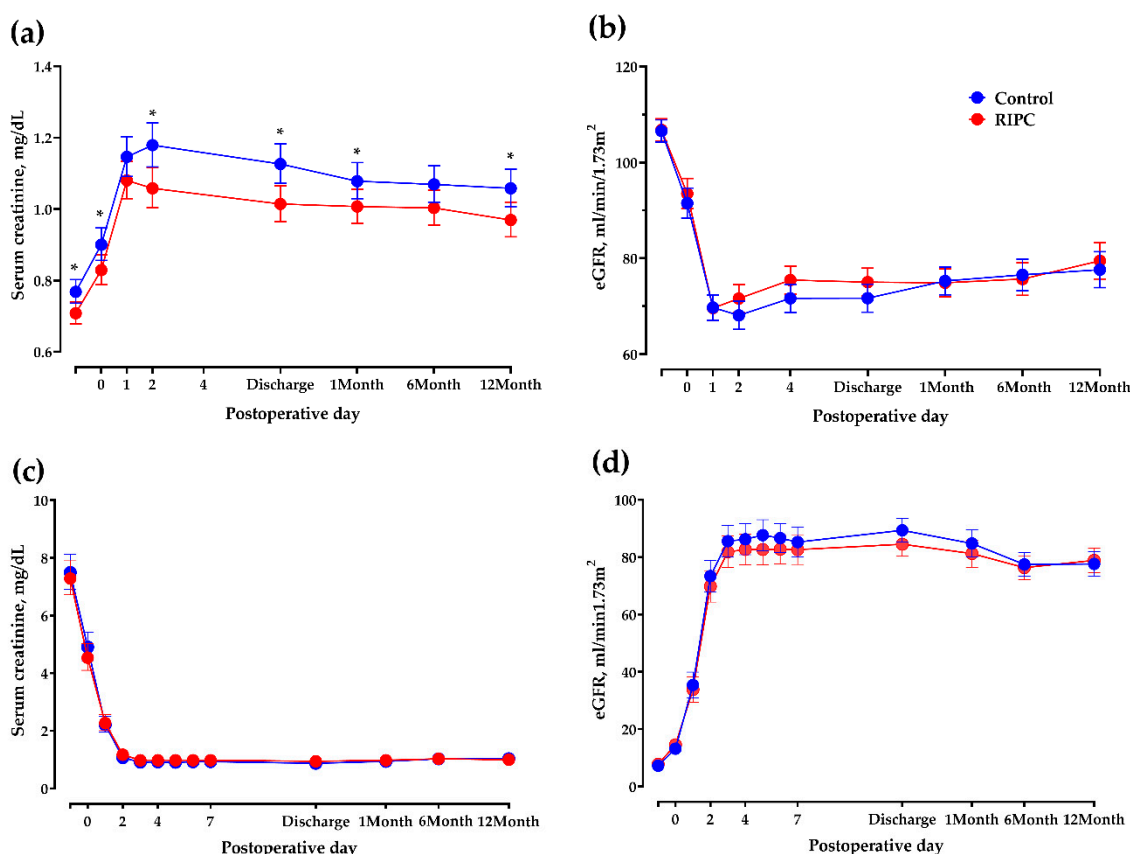 (a)
1.4
1.2
1.0
0.8
0.6
Serum creatinine, mg/dL
* * * * * *
0 1 2 4 Discharge 1Month 6Month 12Month
Postoperative day
(b)
120
100
80
60
eGFR, ml/min/1.73m²
Control
RIPC
0 1 2 4 Discharge 1Month 6Month 12Month
Postoperative day
(c)
10
8
6
4
2
0
Serum creatinine, mg/dL
0 2 4 7 Discharge 1Month 6Month 12Month
Postoperative day
(d)
100
80
60
40
20
0
eGFR, ml/min1.73m²
0 2 4 7 Discharge 1Month 6Month 12Month
Postoperative day